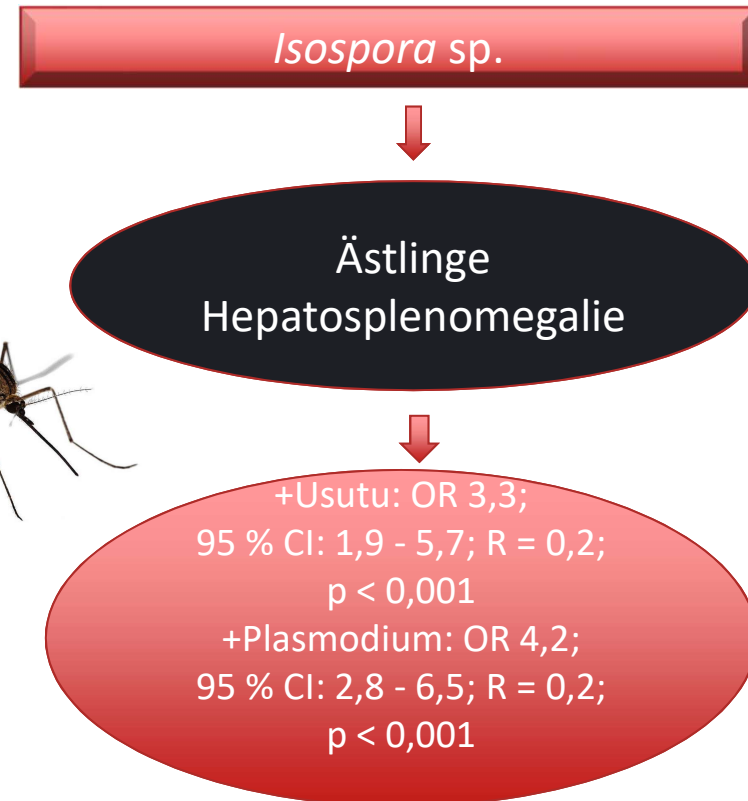 Isospora sp.
Ästlinge
Hepatosplenomegalie
+Usutu: OR 3,3;
95 % CI: 1,9 - 5,7; R = 0,2;
p < 0,001
+Plasmodium: OR 4,2;
95 % CI: 2,8 - 6,5; R = 0,2;
p < 0,001